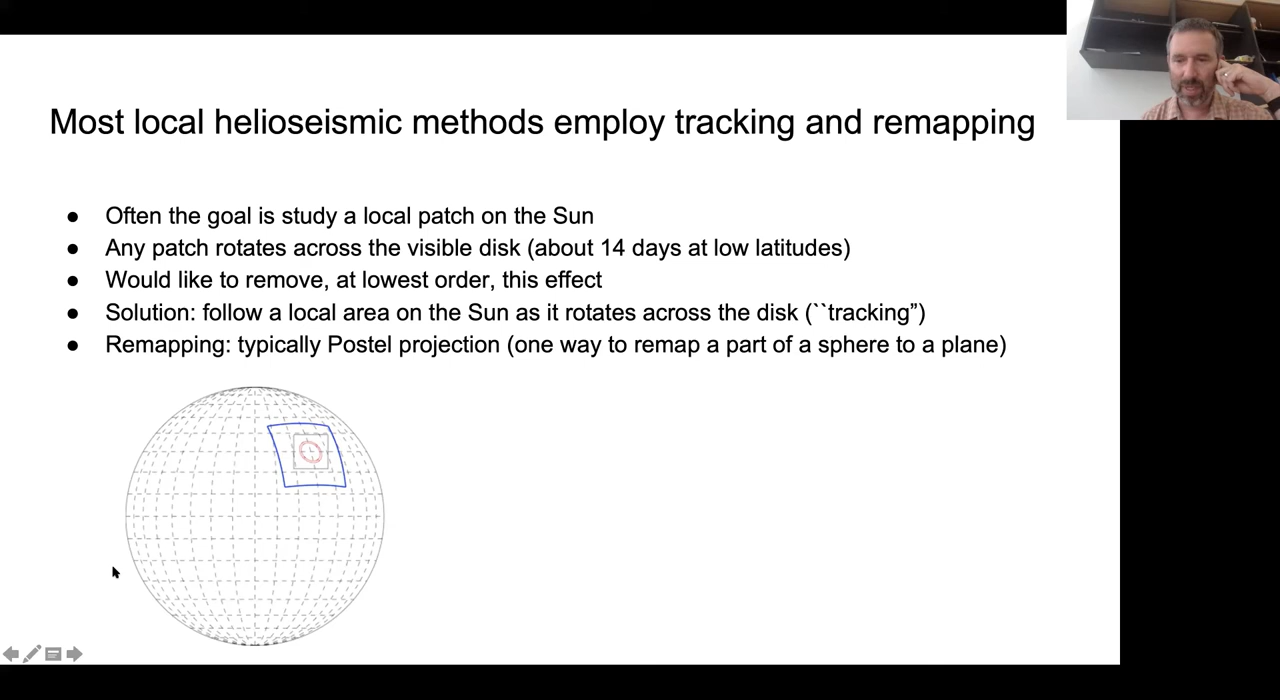 Most local helioseismic methods employ tracking and remapping
● Often the goal is study a local patch on the Sun
● Any patch rotates across the visible disk (about 14 days at low latitudes)
● Would like to remove, at lowest order, this effect
● Solution: follow a local area on the Sun as it rotates across the disk (``tracking”)
● Remapping: typically Postel projection (one way to remap a part of a sphere to a plane)